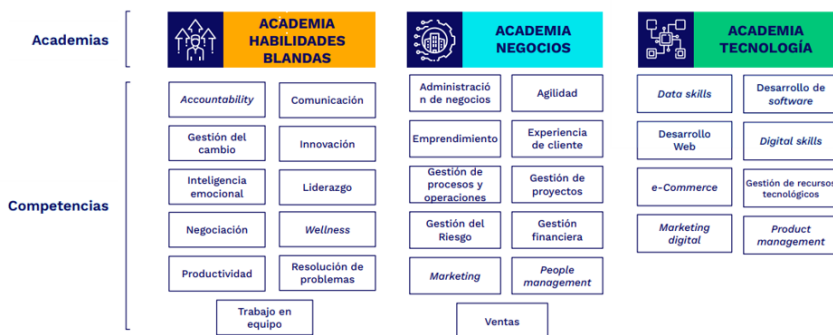 Academias
ACADEMIA
HABILIDADES
BLANDAS
ACADEMIA
NEGOCIOS
ACADEMIA
TECNOLOGÍA
Competencias
Accountability
Comunicación
Gestión del
cambio
Innovación
Inteligencia
emocional
Liderazgo
Negociación
Wellness
Productividad
Resolución de
problemas
Trabajo en
equipo
Administració
n de negocios
Agilidad
Emprendimiento
Experiencia
de cliente
Gestión de
procesos y
operaciones
Gestión de
proyectos
Gestión del
Riesgo
Gestión
financiera
Marketing
People
management
Ventas
Data skills
Desarrollo de
software
Desarrollo
Web
Digital skills
e-Commerce
Gestión de recursos
tecnológicos
Marketing
digital
Product
management